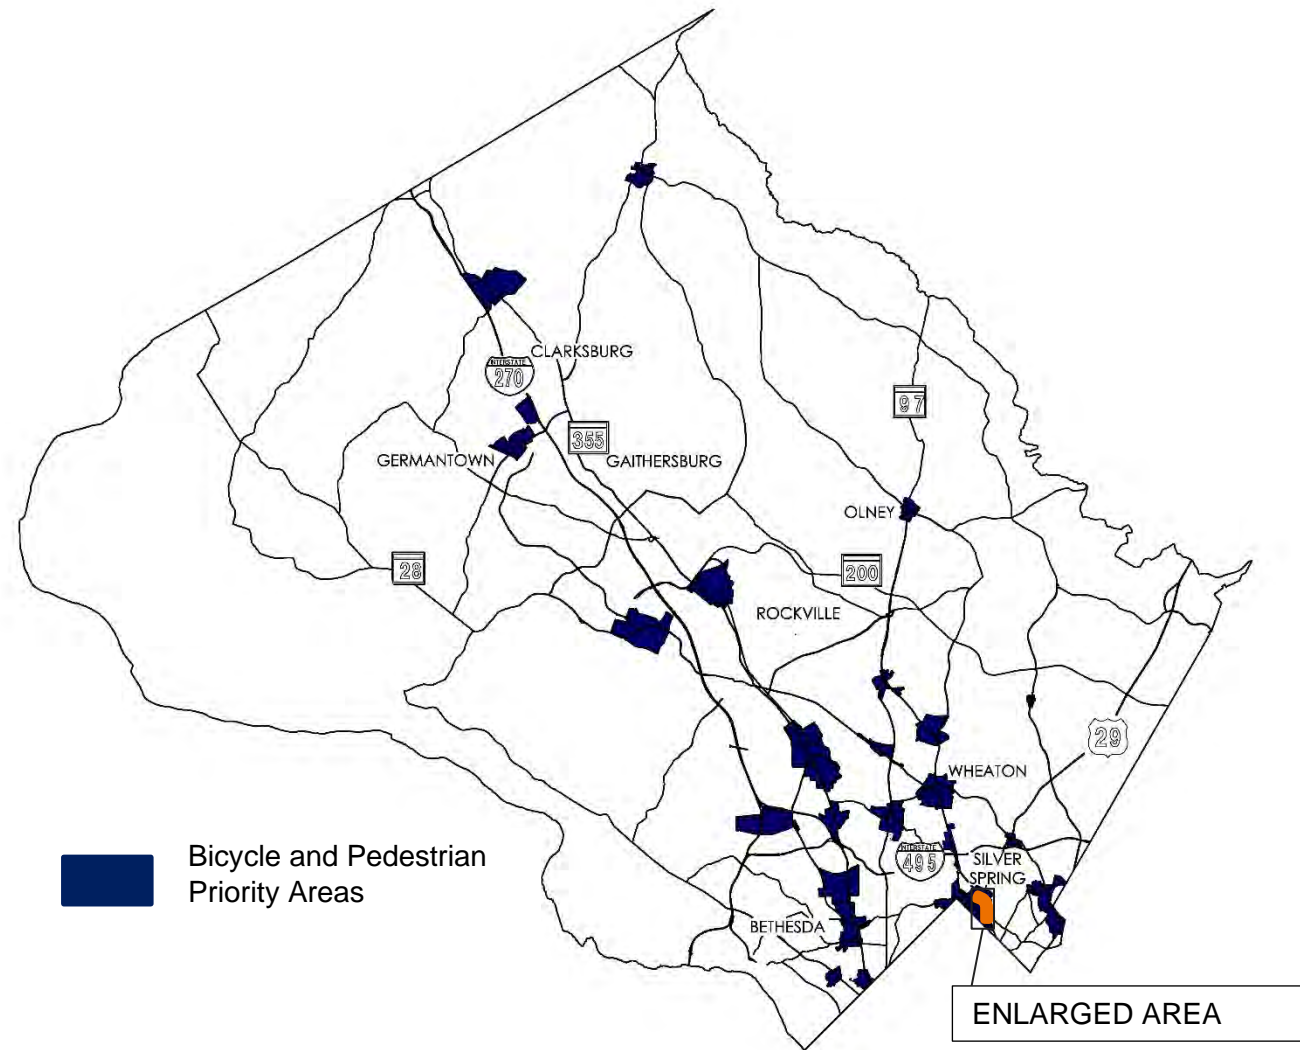 CLARKSBURG
INTERSTATE
270
97
355
GERMANTOWN
GAITHERSBURG
OLNEY
28
200
ROCKVILLE
29
WHEATON
INTERSTATE
495
SILVER
SPRING
Bicycle and Pedestrian
Priority Areas
BETHESDA
ENLARGED AREA